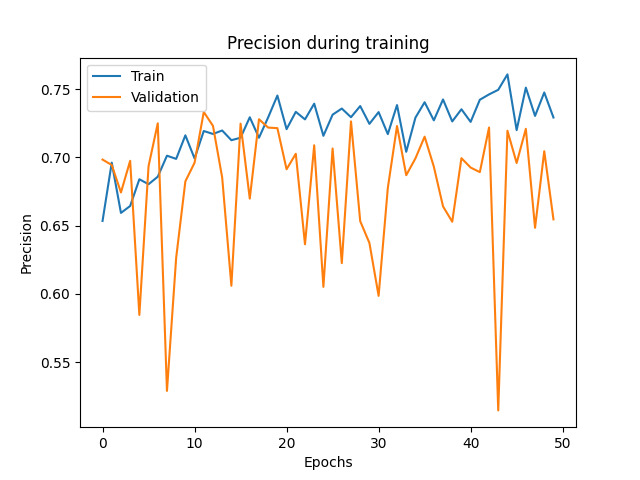 Precision during training
Train
Validation
Precision
0.75
0.70
0.65
0.60
0.55
0 10 20 30 40 50
Epochs